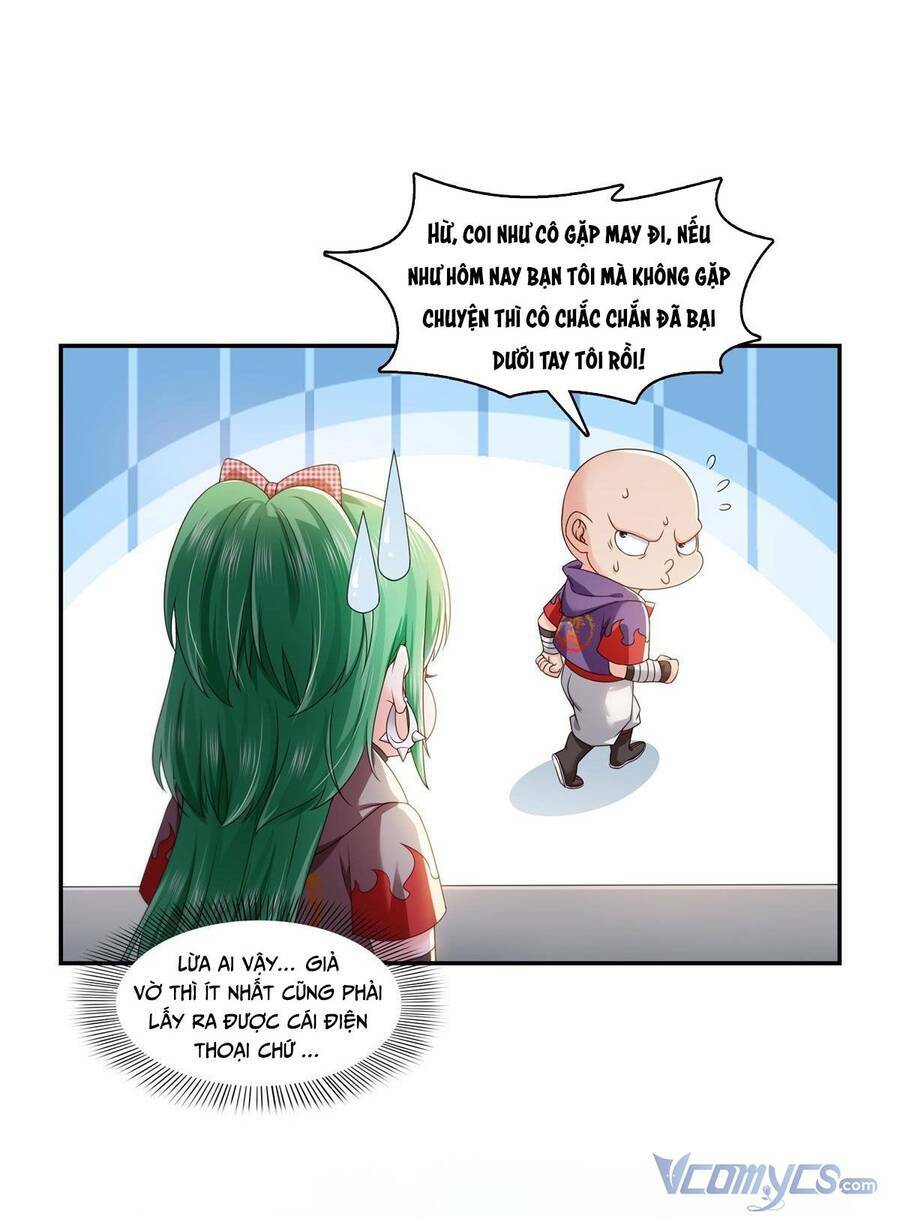 HỪ, COI NHƯ CÔ GẶP MAY ĐI, NẾU
NHƯ HÔM NAY BẠN TÔI MÀ KHÔNG GẶP
CHUYỆN THÌ CÔ CHẮC CHẮN ĐÃ BẠI
DƯỚI TAY TÔI RỒI!
LỪA AI VẬY... GIẢ
VỜ THÌ ÍT NHẤT CŨNG PHẢI
LẤY RA ĐƯỢC CÁI ĐIỆN
THOẠI CHỨ ...
VCOMYCS.com